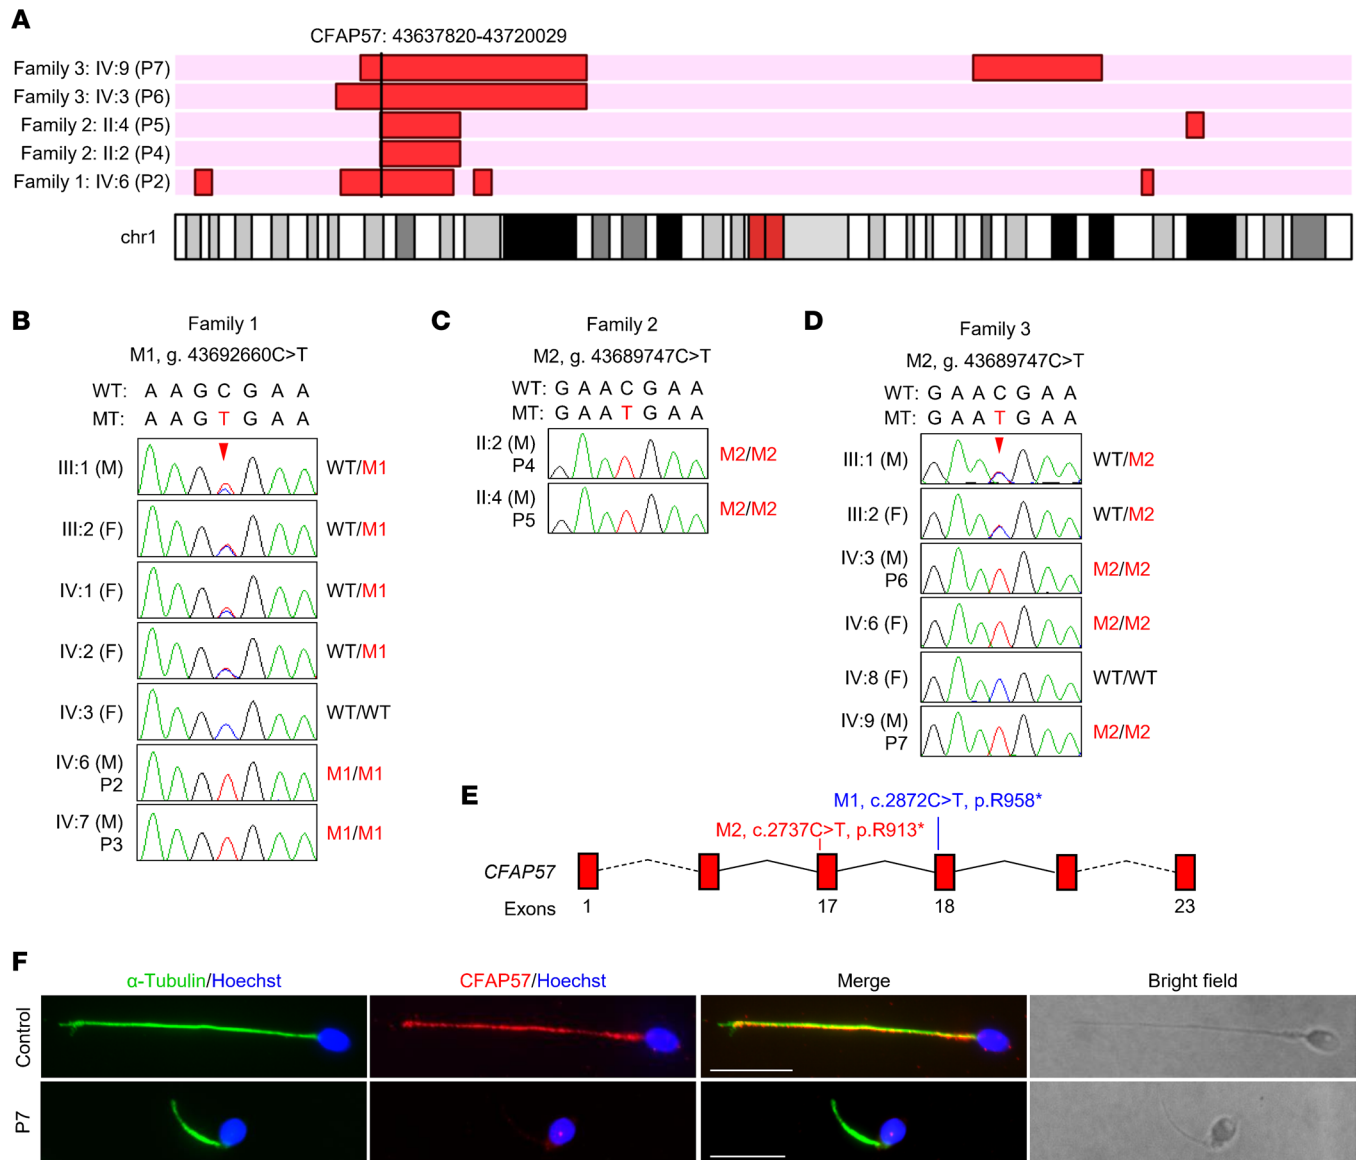 A
CFAP57: 43637820-43720029
Family 3: IV:9 (P7)
Family 3: IV:3 (P6)
Family 2: II:4 (P5)
Family 2: II:2 (P4)
Family 1: IV:6 (P2)
chr1
B
Family 1
M1, g. 43692660C>T
WT: A A G C G A A
MT: A A G T G A A
III:1 (M)
WT/M1
III:2 (F)
WT/M1
IV:1 (F)
WT/M1
IV:2 (F)
WT/M1
IV:3 (F)
WT/WT
IV:6 (M)
P2
M1/M1
IV:7 (M)
P3
M1/M1
C
Family 2
M2, g. 43689747C>T
WT: G A A C G A A
MT: G A A T G A A
II:2 (M)
P4
M2/M2
II:4 (M)
P5
M2/M2
D
Family 3
M2, g. 43689747C>T
WT: G A A C G A A
MT: G A A T G A A
III:1 (M)
WT/M2
III:2 (F)
WT/M2
IV:3 (M)
P6
M2/M2
IV:6 (F)
M2/M2
IV:8 (F)
WT/WT
IV:9 (M)
P7
M2/M2
E
M1, c.2872C>T, p.R958*
M2, c.2737C>T, p.R913*
CFAP57
Exons 1 17 18 23
F
α-Tubulin/Hoechst CFAP57/Hoechst Merge Bright field
Control
P7